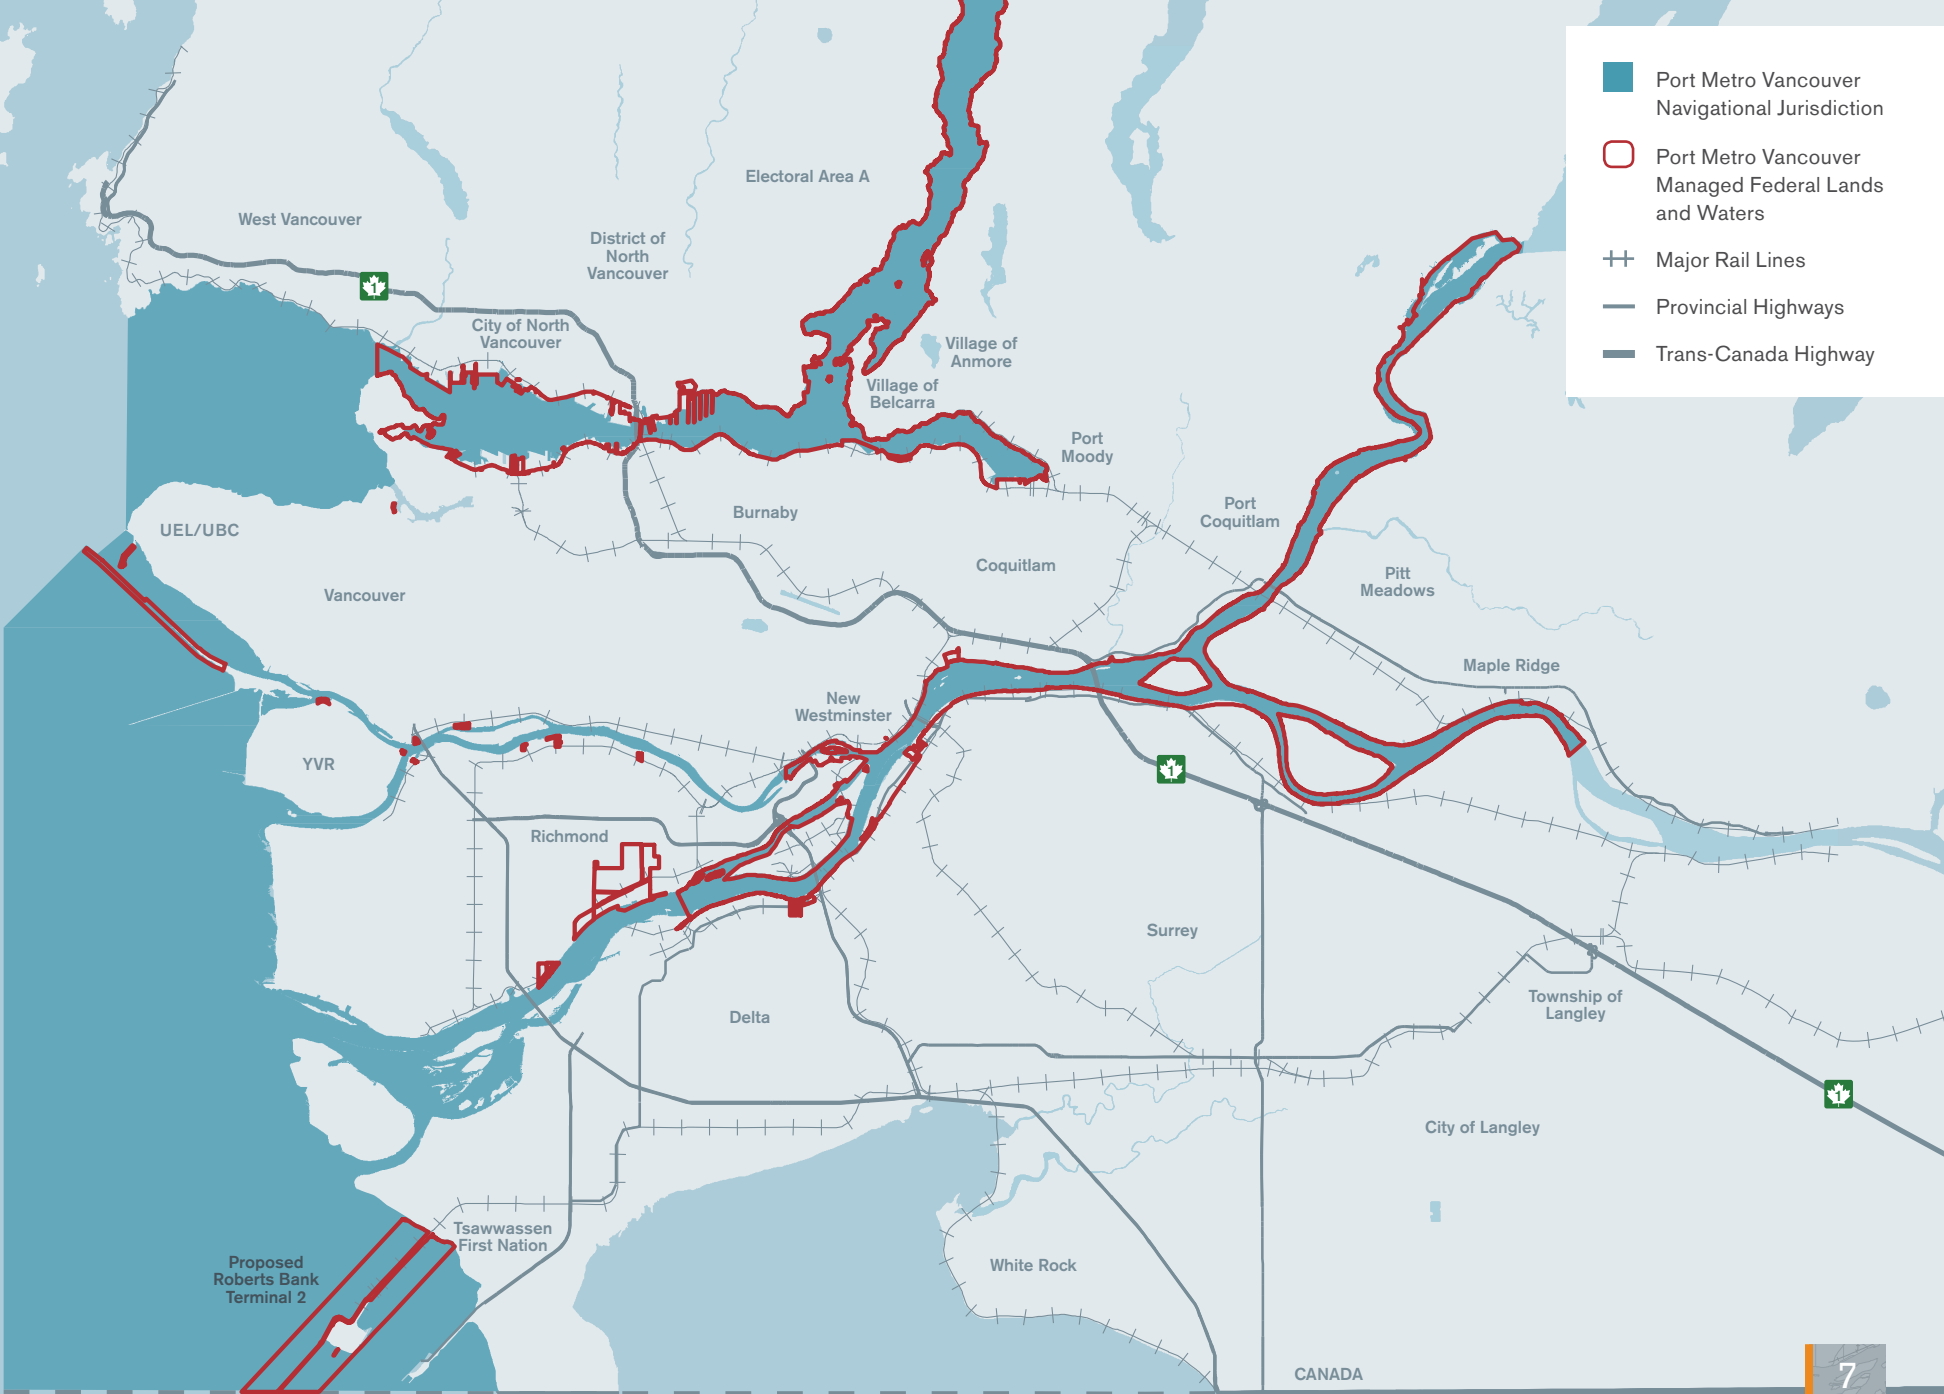 Port Metro Vancouver
Navigational Jurisdiction
Port Metro Vancouver
Managed Federal Lands
and Waters
Major Rail Lines
Provincial Highways
Trans-Canada Highway
Electoral Area A
West Vancouver
District of
North
Vancouver
1
City of North
Vancouver
Village of
Anmore
Village of
Belcarra
Port
Moody
Burnaby
Port
Coquitlam
UEL/UBC
Coquitlam
Pitt
Meadows
Vancouver
Maple Ridge
New
Westminster
YVR
1
Richmond
Surrey
Township of
Langley
Delta
1
City of Langley
Tsawwassen
First Nation
Proposed
Roberts Bank
Terminal 2
White Rock
CANADA
7